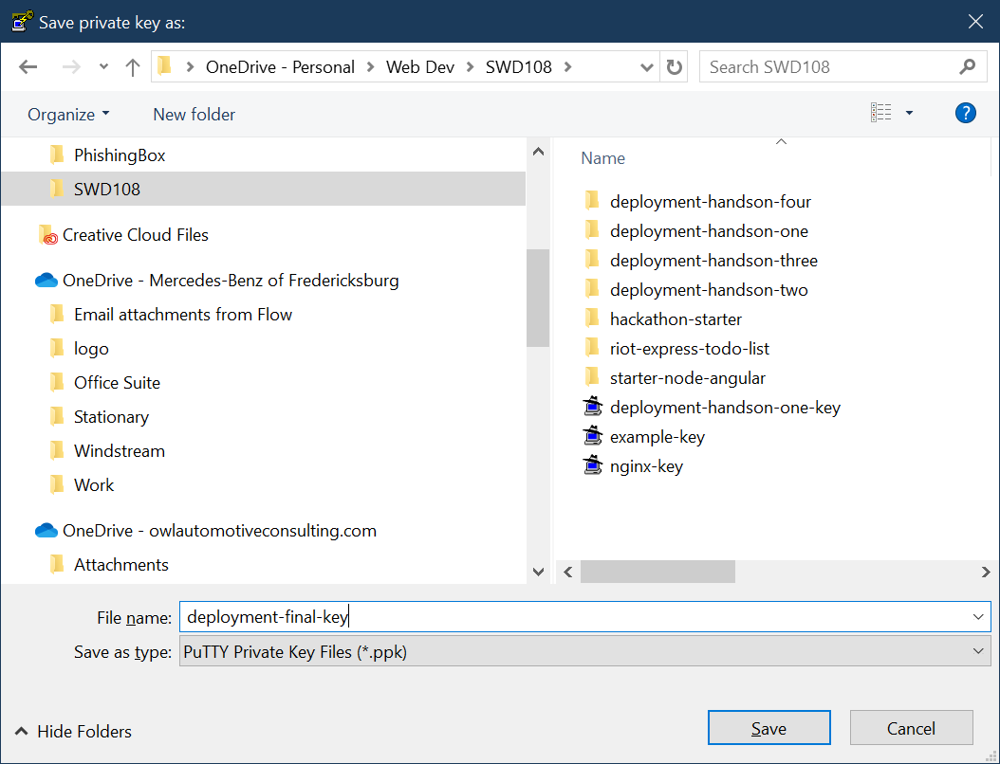 Save private key as:
OneDrive - Personal > Web Dev > SWD108 >
Search SWD108
Organize
New folder
?
PhishingBox
SWD108
Creative Cloud Files
OneDrive - Mercedes-Benz of Fredericksburg
Email attachments from Flow
logo
Office Suite
Stationary
Windstream
Work
OneDrive - owlautomotiveconsulting.com
Attachments
Name
deployment-handson-four
deployment-handson-one
deployment-handson-three
deployment-handson-two
hackathon-starter
riot-express-todo-list
starter-node-angular
deployment-handson-one-key
example-key
nginx-key
File name: deployment-final-key
Save as type: PuTTY Private Key Files (*.ppk)
Hide Folders
Save
Cancel